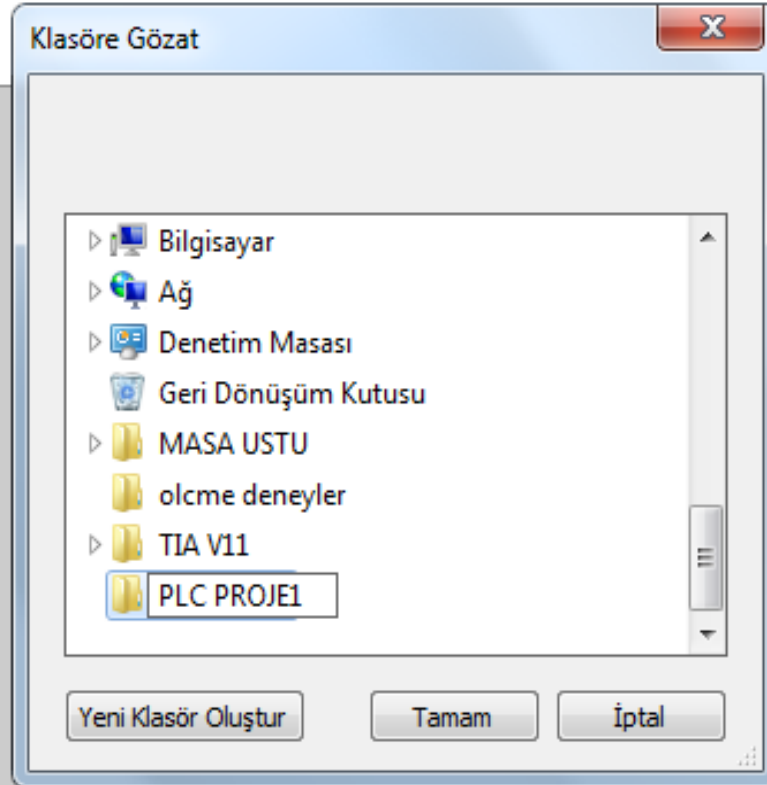 Klasöre Gözat
Bilgisayar
Ağ
Denetim Masası
Geri Dönüşüm Kutusu
MASA USTU
olcme deneyler
TIA V11
PLC PROJE1
Yeni Klasör Oluştur
Tamam
İptal